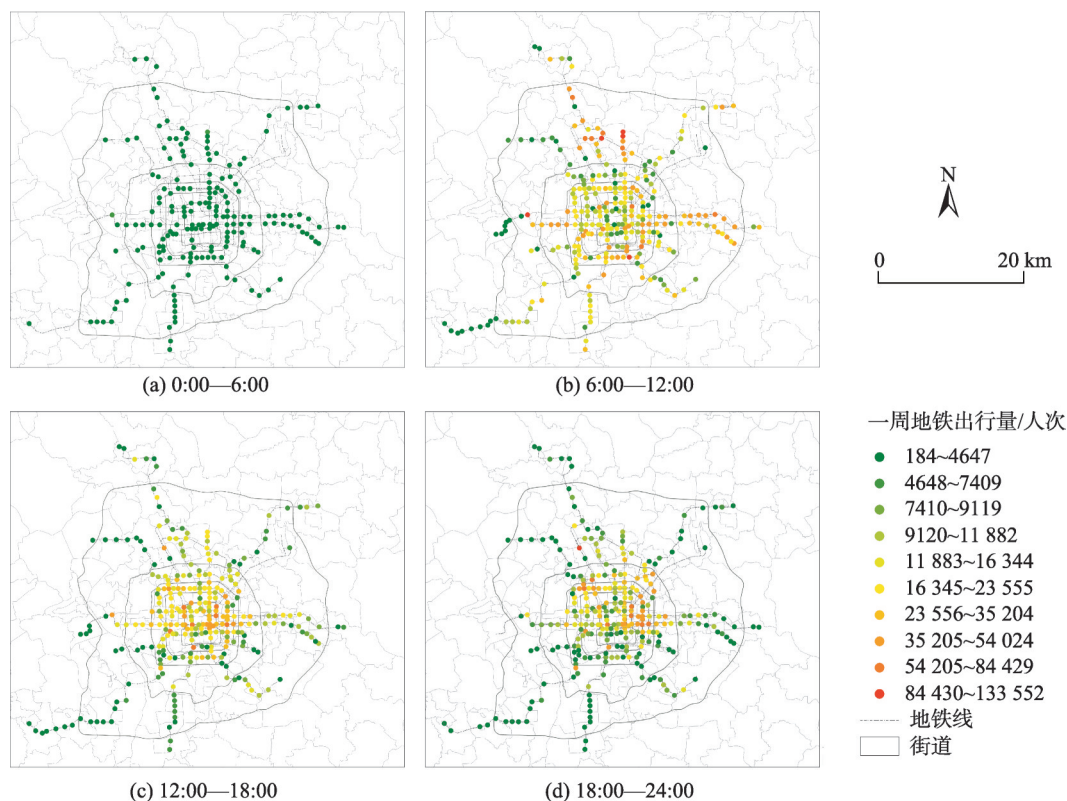 (a) 0:00—6:00
(b) 6:00—12:00
N
0 20 km
(c) 12:00—18:00
(d) 18:00—24:00
一周地铁出行量/人次
184~4647
4648~7409
7410~9119
9120~11 882
11 883~16 344
16 345~23 555
23 556~35 204
35 205~54 024
54 205~84 429
84 430~133 552
地铁线
街道